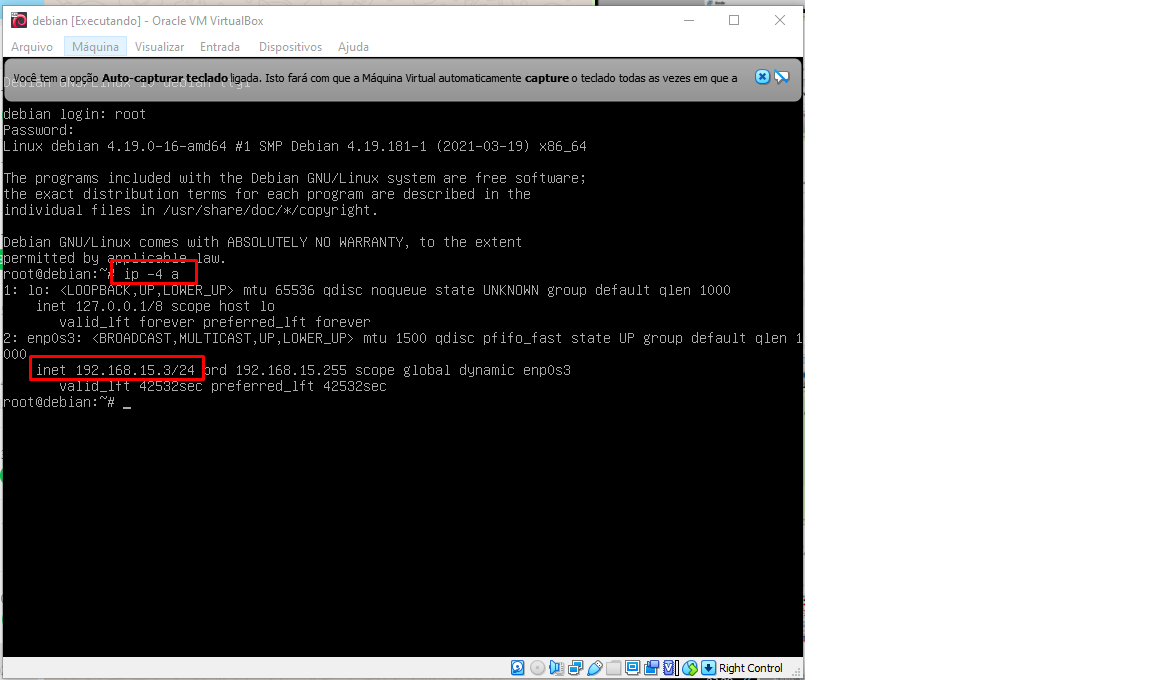 debian [Executando] - Oracle VM VirtualBox
Arquivo Máquina Visualizar Entrada Dispositivos Ajuda
Você tem a opção Auto-capturar teclado ligada. Isto fará com que a Máquina Virtual automaticamente capture o teclado todas as vezes em que a
Debian GNU/Linux 10 debian tty1
debian login: root
Password:
Linux debian 4.19.0-16-amd64 #1 SMP Debian 4.19.181-1 (2021-03-19) x86_64
The programs included with the Debian GNU/Linux system are free software;
the exact distribution terms for each program are described in the
individual files in /usr/share/doc/*/copyright.
Debian GNU/Linux comes with ABSOLUTELY NO WARRANTY, to the extent
permitted by applicable law.
root@debian:~# ip -4 a
1: lo: <LOOPBACK,UP,LOWER_UP> mtu 65536 qdisc noqueue state UNKNOWN group default qlen 1000
inet 127.0.0.1/8 scope host lo
valid_lft forever preferred_lft forever
2: enp0s3: <BROADCAST,MULTICAST,UP,LOWER_UP> mtu 1500 qdisc pfifo_fast state UP group default qlen 1
000
inet 192.168.15.3/24 brd 192.168.15.255 scope global dynamic enp0s3
valid_lft 42532sec preferred_lft 42532sec
root@debian:~# _
Right Control